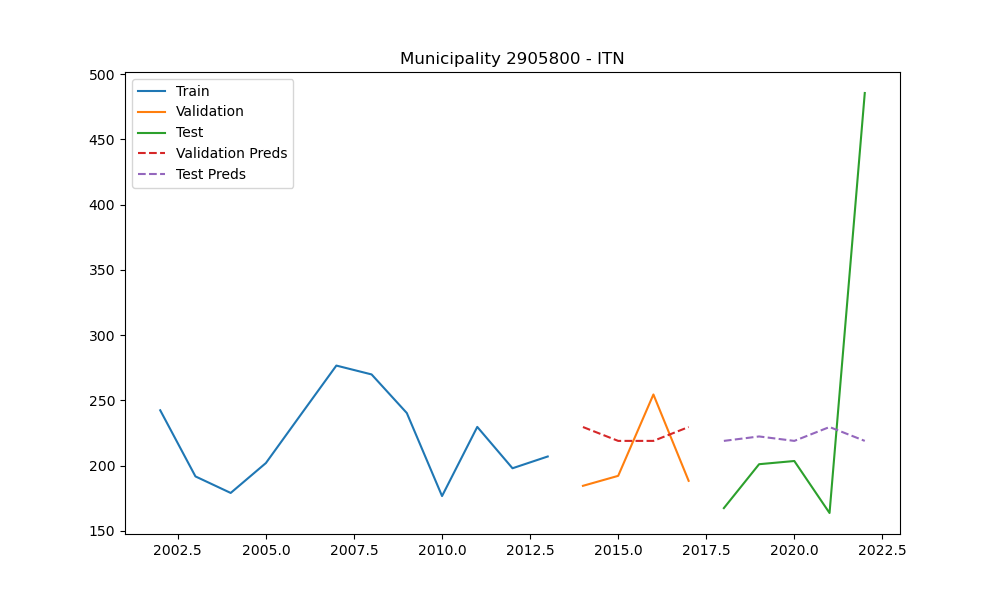 Municipality 2905800 - ITN
500
450
400
350
300
250
200
150
Train
Validation
Test
Validation Preds
Test Preds
2002.5 2005.0 2007.5 2010.0 2012.5 2015.0 2017.5 2020.0 2022.5